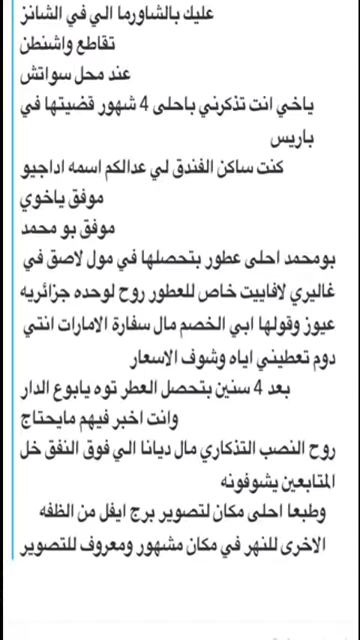 عليك بالشاورما الي في الشانز
تقاطع واشنطن
عند محل سواتش
ياخي انت تذكرني باحلى 4 شهور قضيتها في
باريس
كنت ساكن الفندق لي عدالكم اسمه اداجيو
موفق ياخوي
موفق بو محمد
بومحمد احلى عطور بتحصلها في مول لاصق في
غاليري لافاييت خاص للعطور روح لوحده جزائريه
عيوز وقولها ابي الخصم مال سفارة الامارات انتي
دوم تعطيني اياه وشوف الاسعار
بعد 4 سنين بتحصل العطر توه يابوع الدار
وانت اخبر فيهم مايحتاج
روح النصب التذكاري مال ديانا الي فوق النفق خل
المتابعين يشوفونه
وطبعا احلى مكان لتصوير برج ايفل من الظفه
الاخرى للنهر في مكان مشهور ومعروف للتصوير